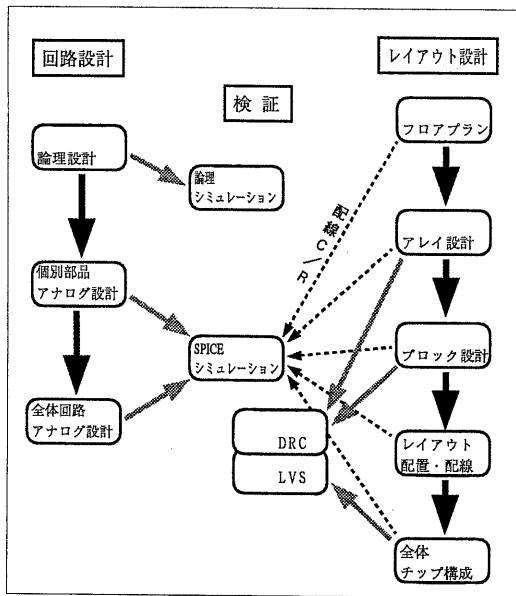 回路設計
レイアウト設計
検証
フロアプラン
論理設計
論理
シミュレーション
配線C/R
アレイ設計
個別部品
アナログ設計
SPICE
シミュレーション
ブロック設計
全体回路
アナログ設計
DRC
LVS
レイアウト
配置・配線
全体
チップ構成